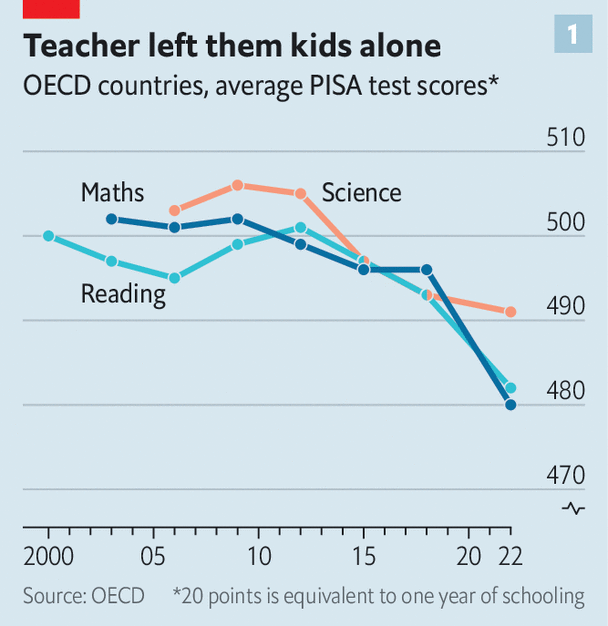 1
Teacher left them kids alone
OECD countries, average PISA test scores*
510
Maths
Science
500
Reading
490
480
470
2000 05 10 15 20 22
Source: OECD *20 points is equivalent to one year of schooling